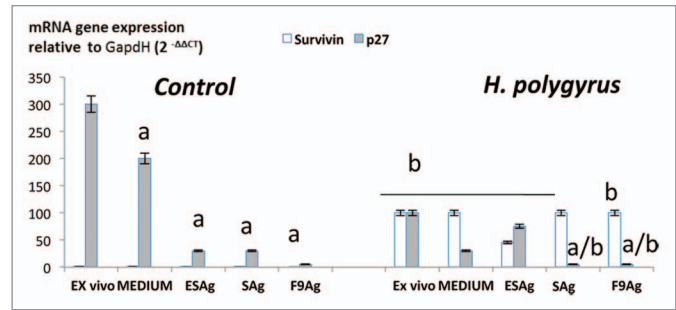 mRNA gene expression
relative to GapdH (2 -ΔΔCT)
Survivin p27
350
300
250
200
150
100
50
0
Control
H. polygyrus
a
a
a
a
b
b
a/b
a/b
EX vivo MEDIUM ESAg SAg F9Ag
Ex vivo MEDIUM ESAg SAg F9Ag